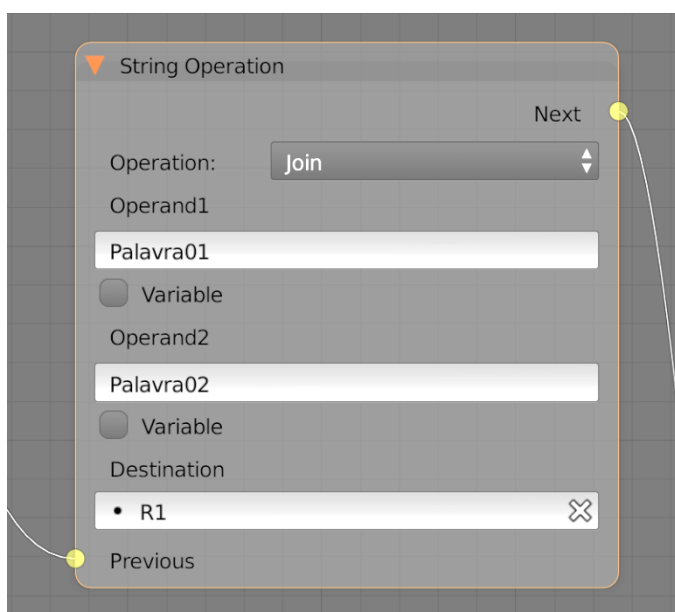 String Operation
Next
Operation: Join
Operand1
Palavra01
Variable
Operand2
Palavra02
Variable
Destination
R1
Previous